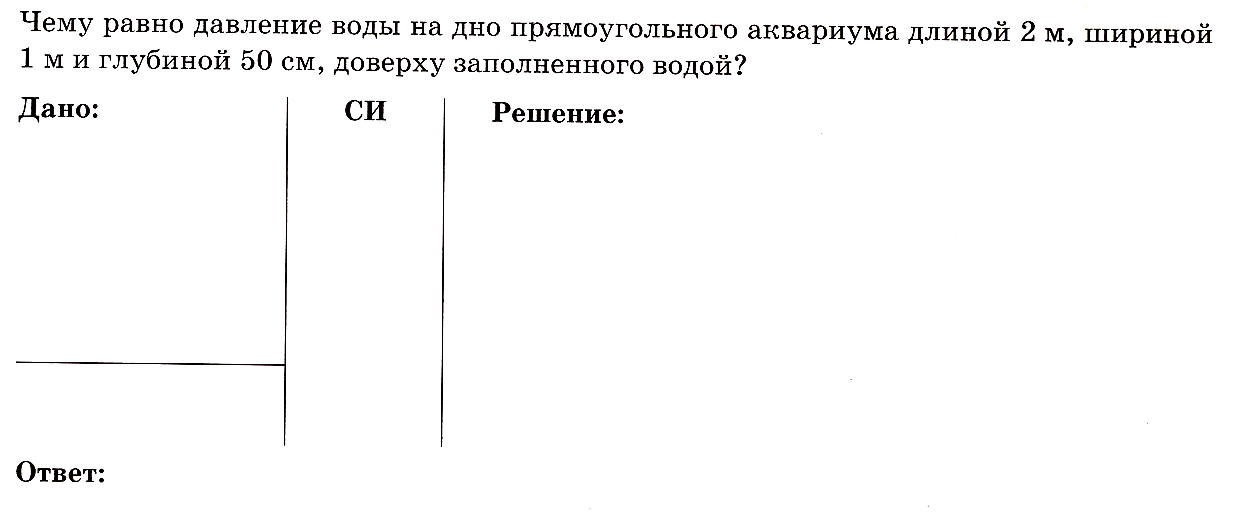 Чему равно давление воды на дно прямоугольного аквариума длиной 2 м, шириной
1 м и глубиной 50 см, доверху заполненного водой?
Дано:
СИ
Решение:
Ответ: